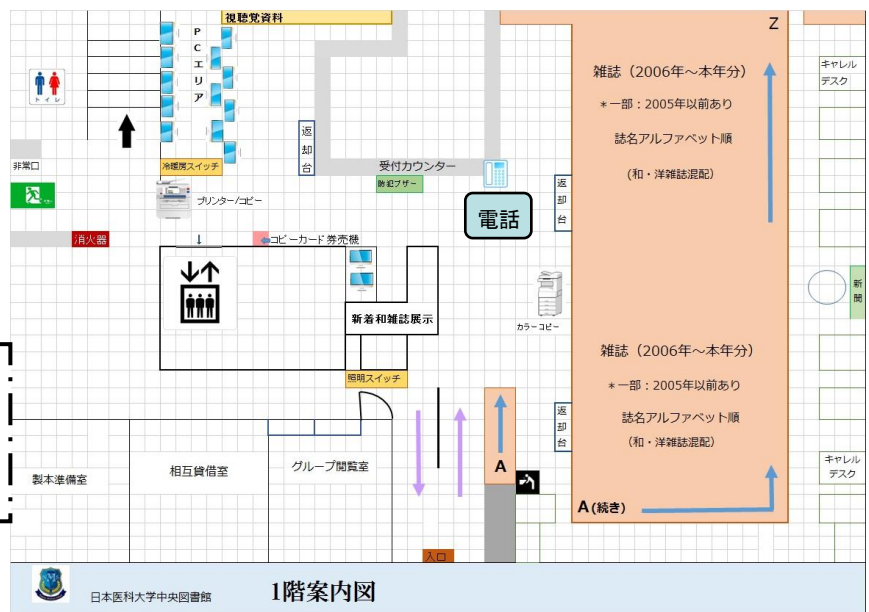 視聴覚資料
PCエリア
トイレ
非常口
冷暖房スイッチ
プリンター/コピー
消火器
コピーカード券売機
返却台
受付カウンター
防犯ブザー
電話
返却台
カラーコピー
新着和雑誌展示
照明スイッチ
Z
雑誌（2006年～本年分）
＊一部：2005年以前あり
誌名アルファベット順
（和・洋雑誌混配）
キャレル
デスク
新聞
雑誌（2006年～本年分）
＊一部：2005年以前あり
誌名アルファベット順
（和・洋雑誌混配）
返却台
キャレル
デスク
A
A(続き)
製本準備室
相互貸借室
グループ閲覧室
入口
日本医科大学中央図書館
1階案内図